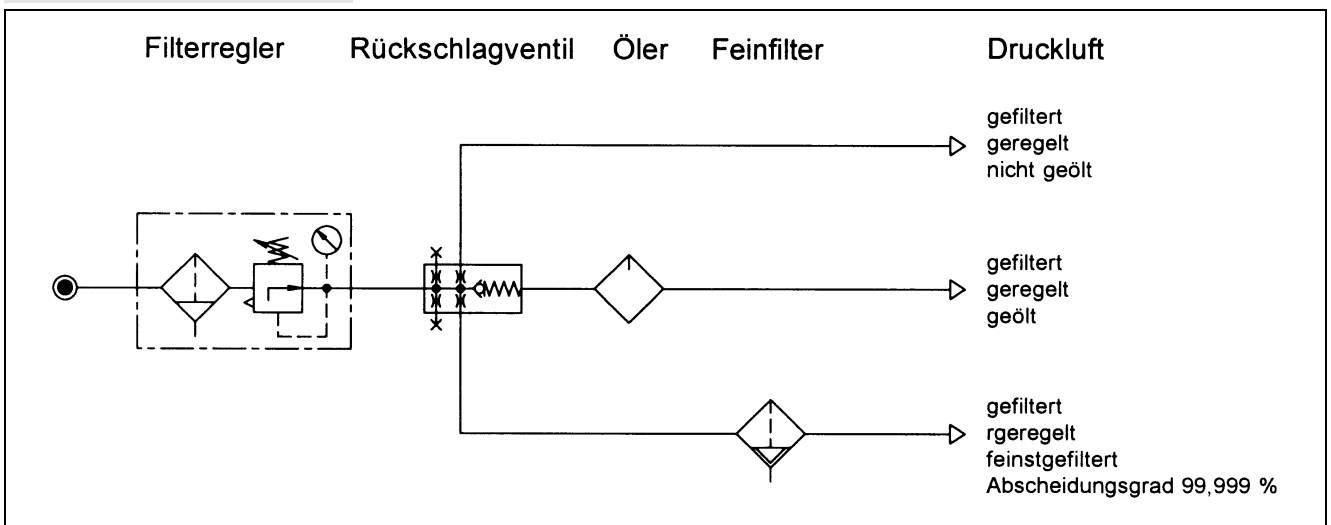 Filterregler Rückschlagventil Öler Feinfilter Druckluft
gefiltert
geregelt
nicht geölt
gefiltert
geregelt
geölt
gefiltert
rgeregelt
feinstgefiltert
Abscheidungsgrad 99,999 %